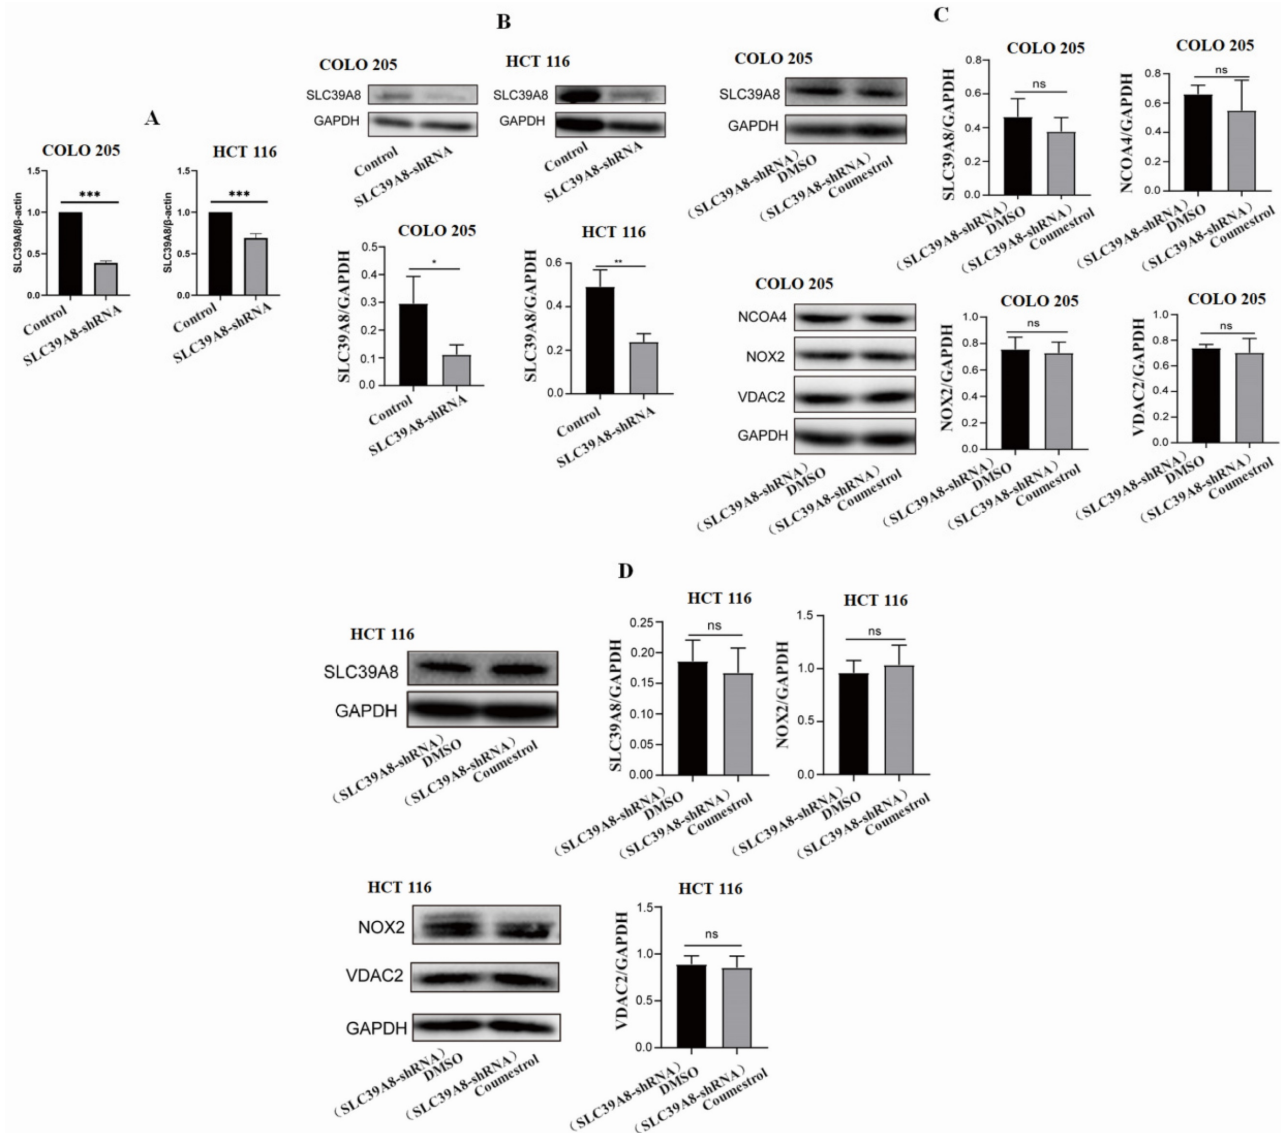 A
COLO 205
SLC39A8/β-actin
1.5
1.0
0.5
0.0
***
Control
SLC39A8-shRNA
HCT 116
SLC39A8/β-actin
1.5
1.0
0.5
0.0
***
Control
SLC39A8-shRNA
B
COLO 205
SLC39A8
GAPDH
Control
SLC39A8-shRNA
HCT 116
SLC39A8
GAPDH
Control
SLC39A8-shRNA
COLO 205
SLC39A8/GAPDH
0.5
0.4
0.3
0.2
0.1
0.0
*
Control
SLC39A8-shRNA
HCT 116
SLC39A8/GAPDH
0.6
0.4
0.2
0.0
**
Control
SLC39A8-shRNA
C
COLO 205
SLC39A8
GAPDH
(SLC39A8-shRNA)
DMSO
(SLC39A8-shRNA)
Coumestrol
COLO 205
SLC39A8/GAPDH
0.8
0.6
0.4
0.2
0.0
ns
(SLC39A8-shRNA)
DMSO
(SLC39A8-shRNA)
Coumestrol
COLO 205
NCOA4/GAPDH
0.8
0.6
0.4
0.2
0.0
ns
(SLC39A8-shRNA)
DMSO
(SLC39A8-shRNA)
Coumestrol
COLO 205
NCOA4
NOX2
VDAC2
GAPDH
(SLC39A8-shRNA)
DMSO
(SLC39A8-shRNA)
Coumestrol
COLO 205
NOX2/GAPDH
1.0
0.8
0.6
0.4
0.2
0.0
ns
(SLC39A8-shRNA)
DMSO
(SLC39A8-shRNA)
Coumestrol
COLO 205
VDAC2/GAPDH
1.0
0.8
0.6
0.4
0.2
0.0
ns
(SLC39A8-shRNA)
DMSO
(SLC39A8-shRNA)
Coumestrol
D
HCT 116
SLC39A8
GAPDH
(SLC39A8-shRNA)
DMSO
(SLC39A8-shRNA)
Coumestrol
HCT 116
SLC39A8/GAPDH
0.25
0.20
0.15
0.10
0.05
0.00
ns
(SLC39A8-shRNA)
DMSO
(SLC39A8-shRNA)
Coumestrol
HCT 116
NOX2/GAPDH
1.5
1.0
0.5
0.0
ns
(SLC39A8-shRNA)
DMSO
(SLC39A8-shRNA)
Coumestrol
HCT 116
NOX2
VDAC2
GAPDH
(SLC39A8-shRNA)
DMSO
(SLC39A8-shRNA)
Coumestrol
HCT 116
VDAC2/GAPDH
1.5
1.0
0.5
0.0
ns
(SLC39A8-shRNA)
DMSO
(SLC39A8-shRNA)
Coumestrol